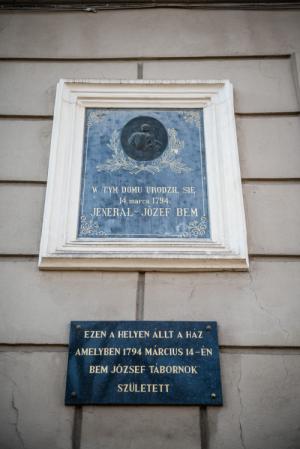 W TYM DOMU URODZIŁ SIĘ
14. marca 1794.
JENERAŁ-JÓZEF BEM
EZEN A HELYEN ÁLLT A HÁZ
AMELYBEN 1794 MÁRCIUS 14-ÉN
BEM JÓZSEF TÁBORNOK
SZÜLETETT